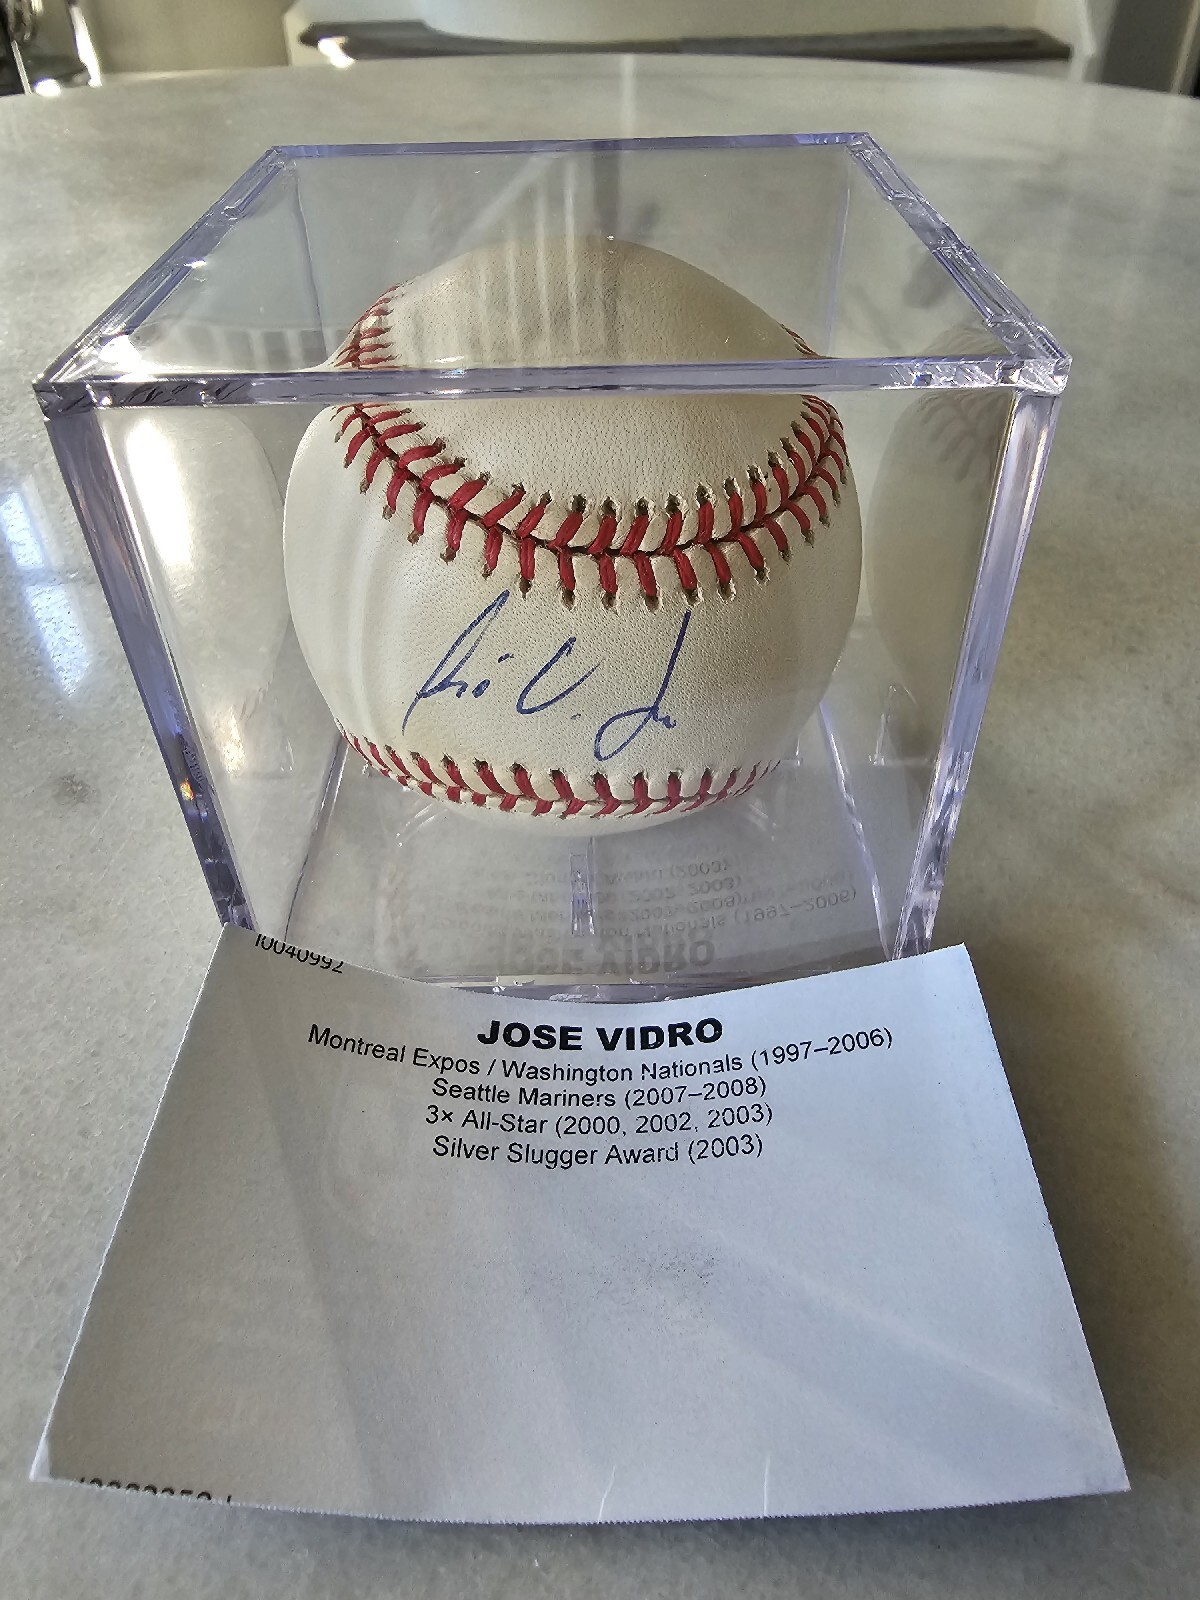 10040992
JOSE VIDRO
Montreal Expos / Washington Nationals (1997–2006)
Seattle Mariners (2007–2008)
3× All-Star (2000, 2002, 2003)
Silver Slugger Award (2003)